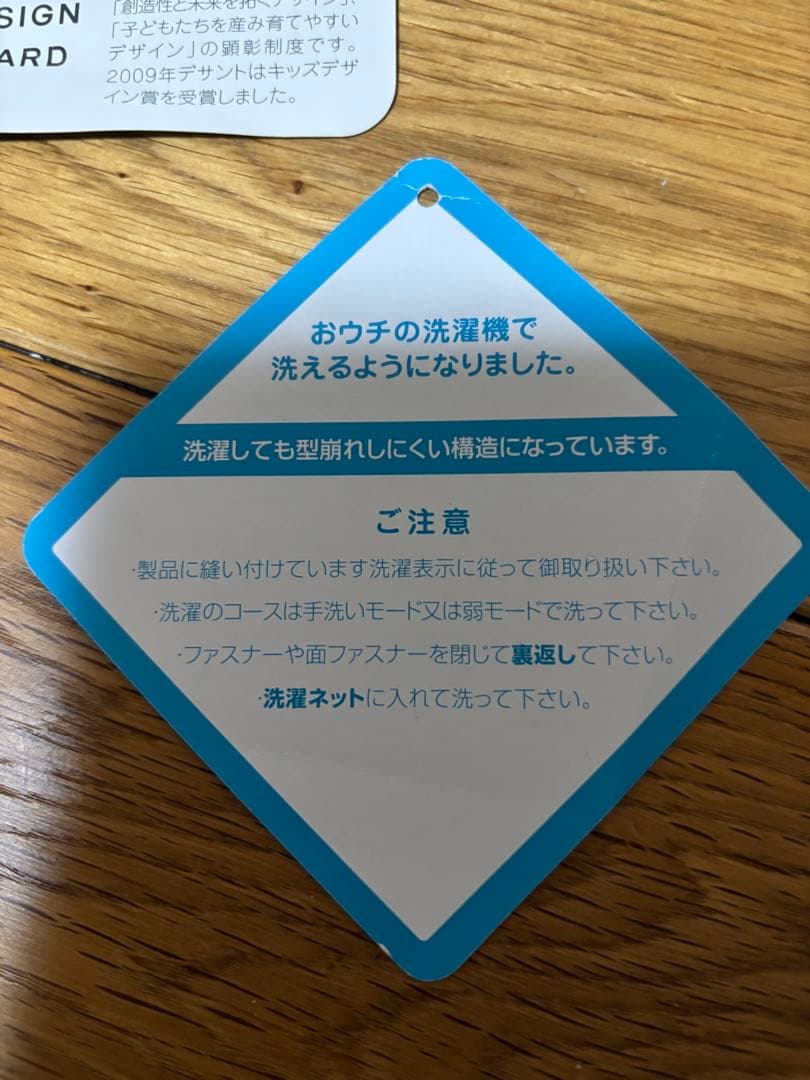 SIGN
ARD
「創造性と未来を拓くデザイン」、
「子どもたちを産み育てやすい
デザイン」の顕彰制度です。
2009年デサントはキッズデザ
イン賞を受賞しました。
おウチの洗濯機で
洗えるようになりました。
洗濯しても型崩れしにくい構造になっています。
ご注意
·製品に縫い付けています洗濯表示に従って御取り扱い下さい。
·洗濯のコースは手洗いモード又は弱モードで洗って下さい。
·ファスナーや面ファスナーを閉じて裏返しして下さい。
·洗濯ネットに入れて洗って下さい。